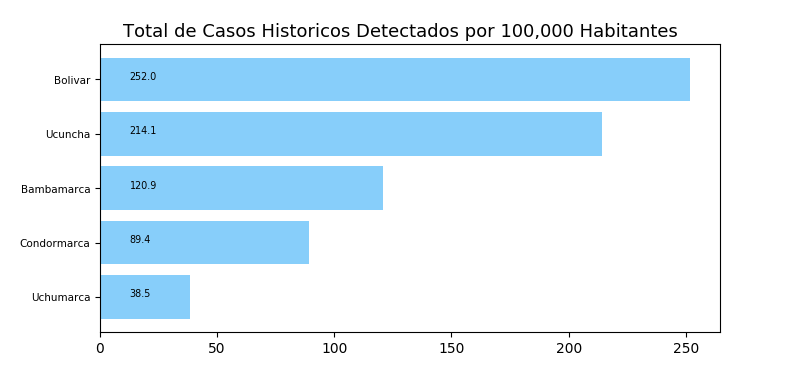 Total de Casos Historicos Detectados por 100,000 Habitantes
Bolivar 252.0
Ucuncha 214.1
Bambamarca 120.9
Condormarca 89.4
Uchumarca 38.5
0 50 100 150 200 250